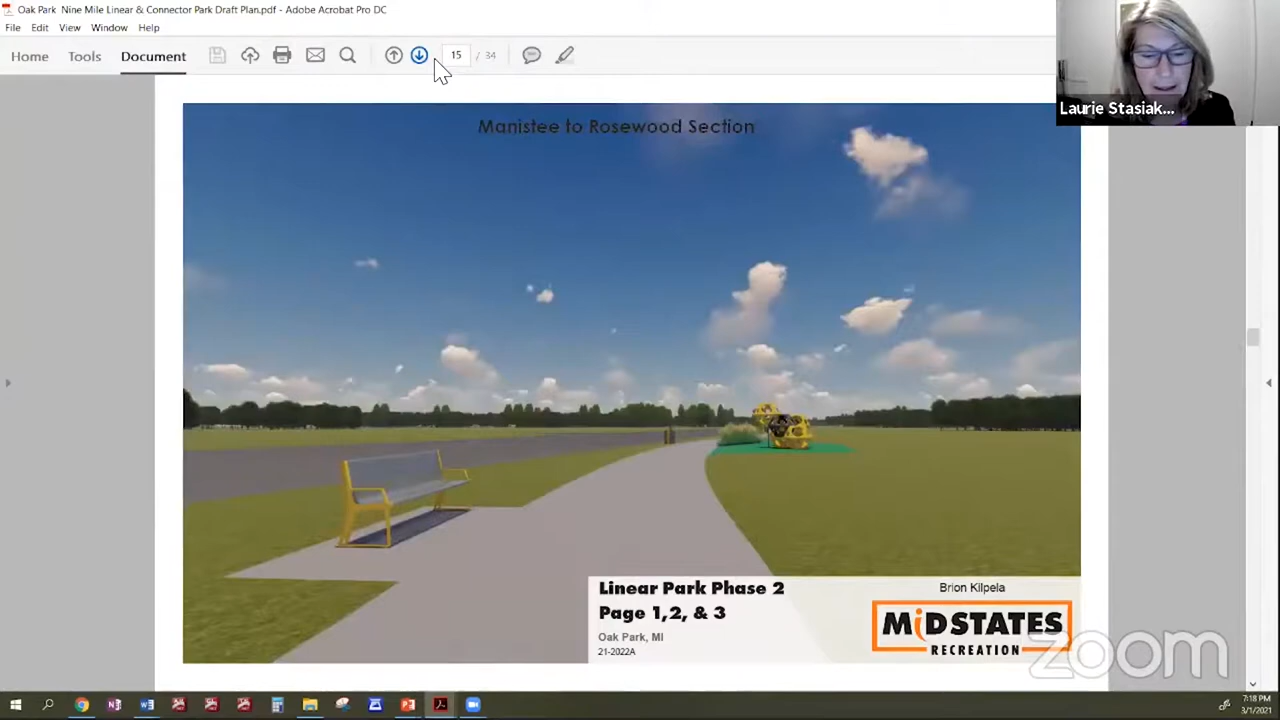 Oak Park Nine Mile Linear & Connector Park Draft Plan.pdf - Adobe Acrobat Pro DC
File Edit View Window Help
Home Tools Document 15 / 34
Laurie Stasiak...
Manistee to Rosewood Section
Linear Park Phase 2
Page 1,2, & 3
Oak Park, MI
21-2022A
Brion Kilpela
MiDSTATES
RECREATION
zoom
7:18 PM
3/1/2021